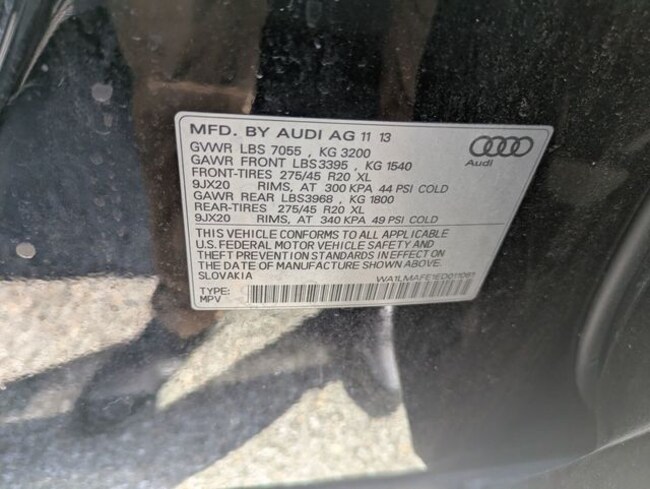 MFD. BY AUDI AG 11 13
GVWR LBS 7055 , KG 3200
GAWR FRONT LBS3395 , KG 1540
FRONT-TIRES 275/45 R20 XL
9JX20 RIMS, AT 300 KPA 44 PSI COLD
GAWR REAR LBS3968 , KG 1800
REAR-TIRES 275/45 R20 XL
9JX20 RIMS, AT 340 KPA 49 PSI COLD
Audi
THIS VEHICLE CONFORMS TO ALL APPLICABLE
U.S. FEDERAL MOTOR VEHICLE SAFETY AND
THEFT PREVENTION STANDARDS IN EFFECT ON
THE DATE OF MANUFACTURE SHOWN ABOVE.
SLOVAKIA
WA1LMAFE1ED011061
TYPE:
MPV